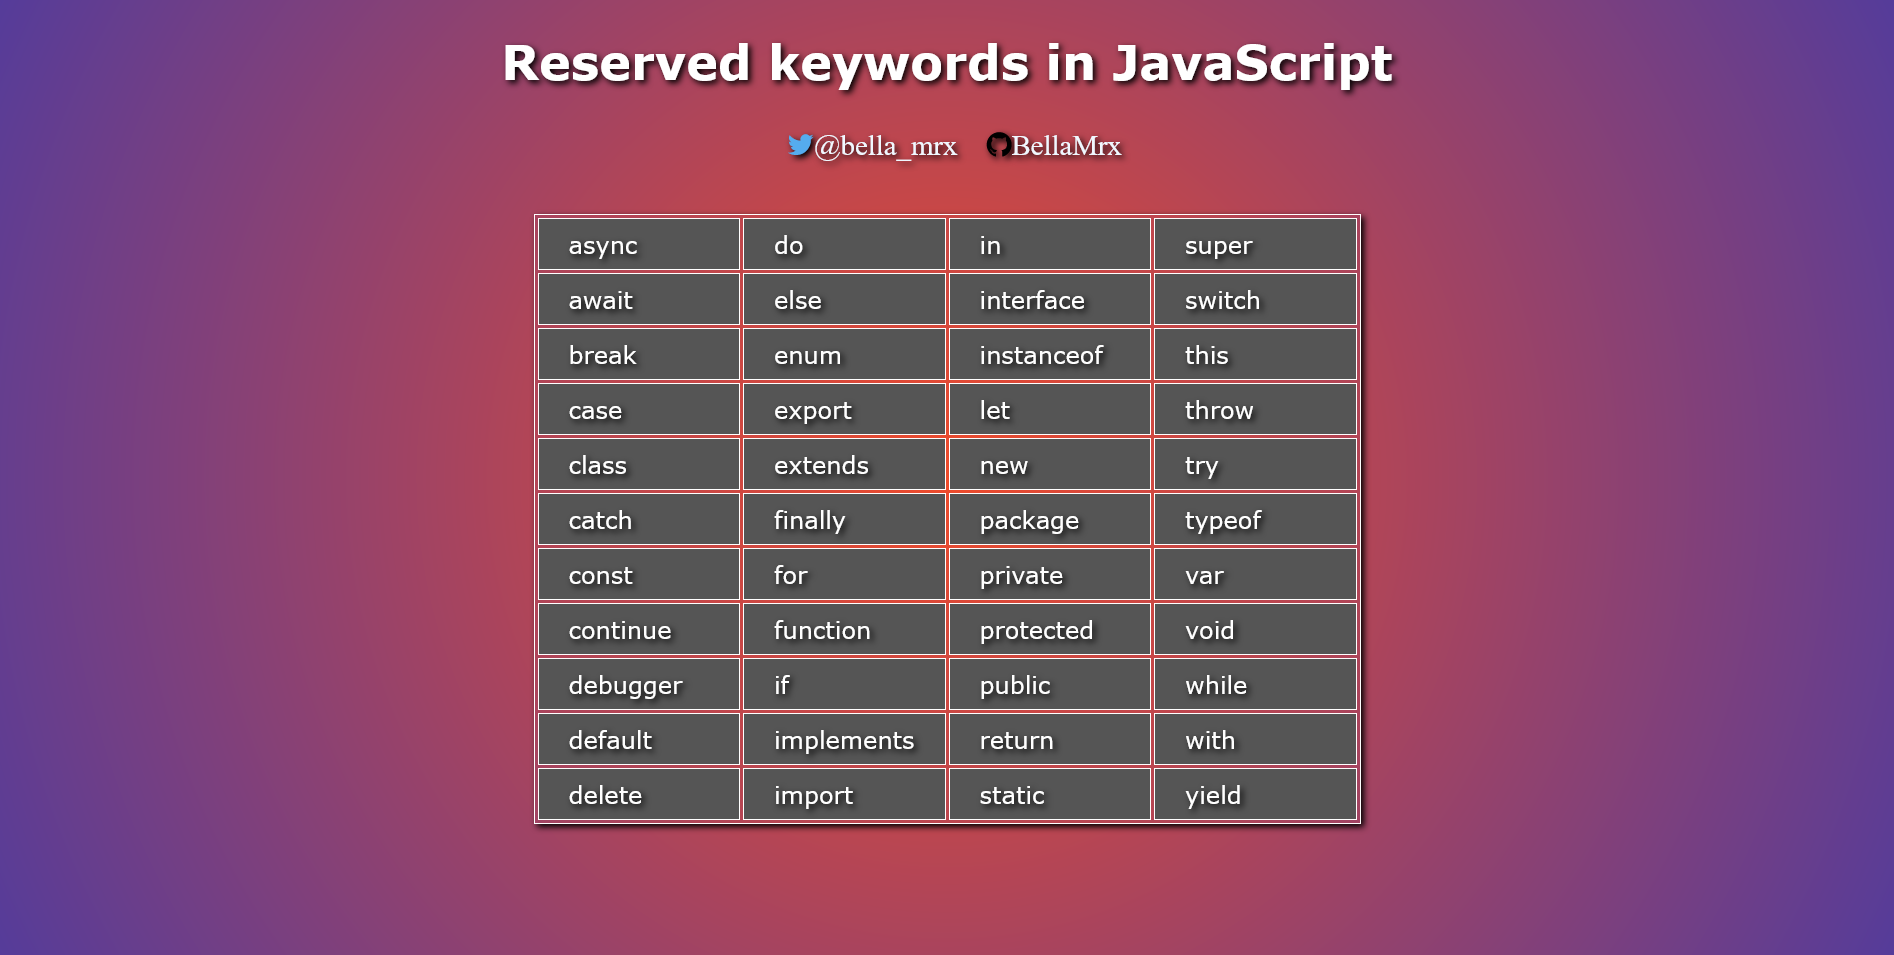 Reserved keywords in JavaScript
@bella_mrx BellaMrx
async do in super
await else interface switch
break enum instanceof this
case export let throw
class extends new try
catch finally package typeof
const for private var
continue function protected void
debugger if public while
default implements return with
delete import static yield